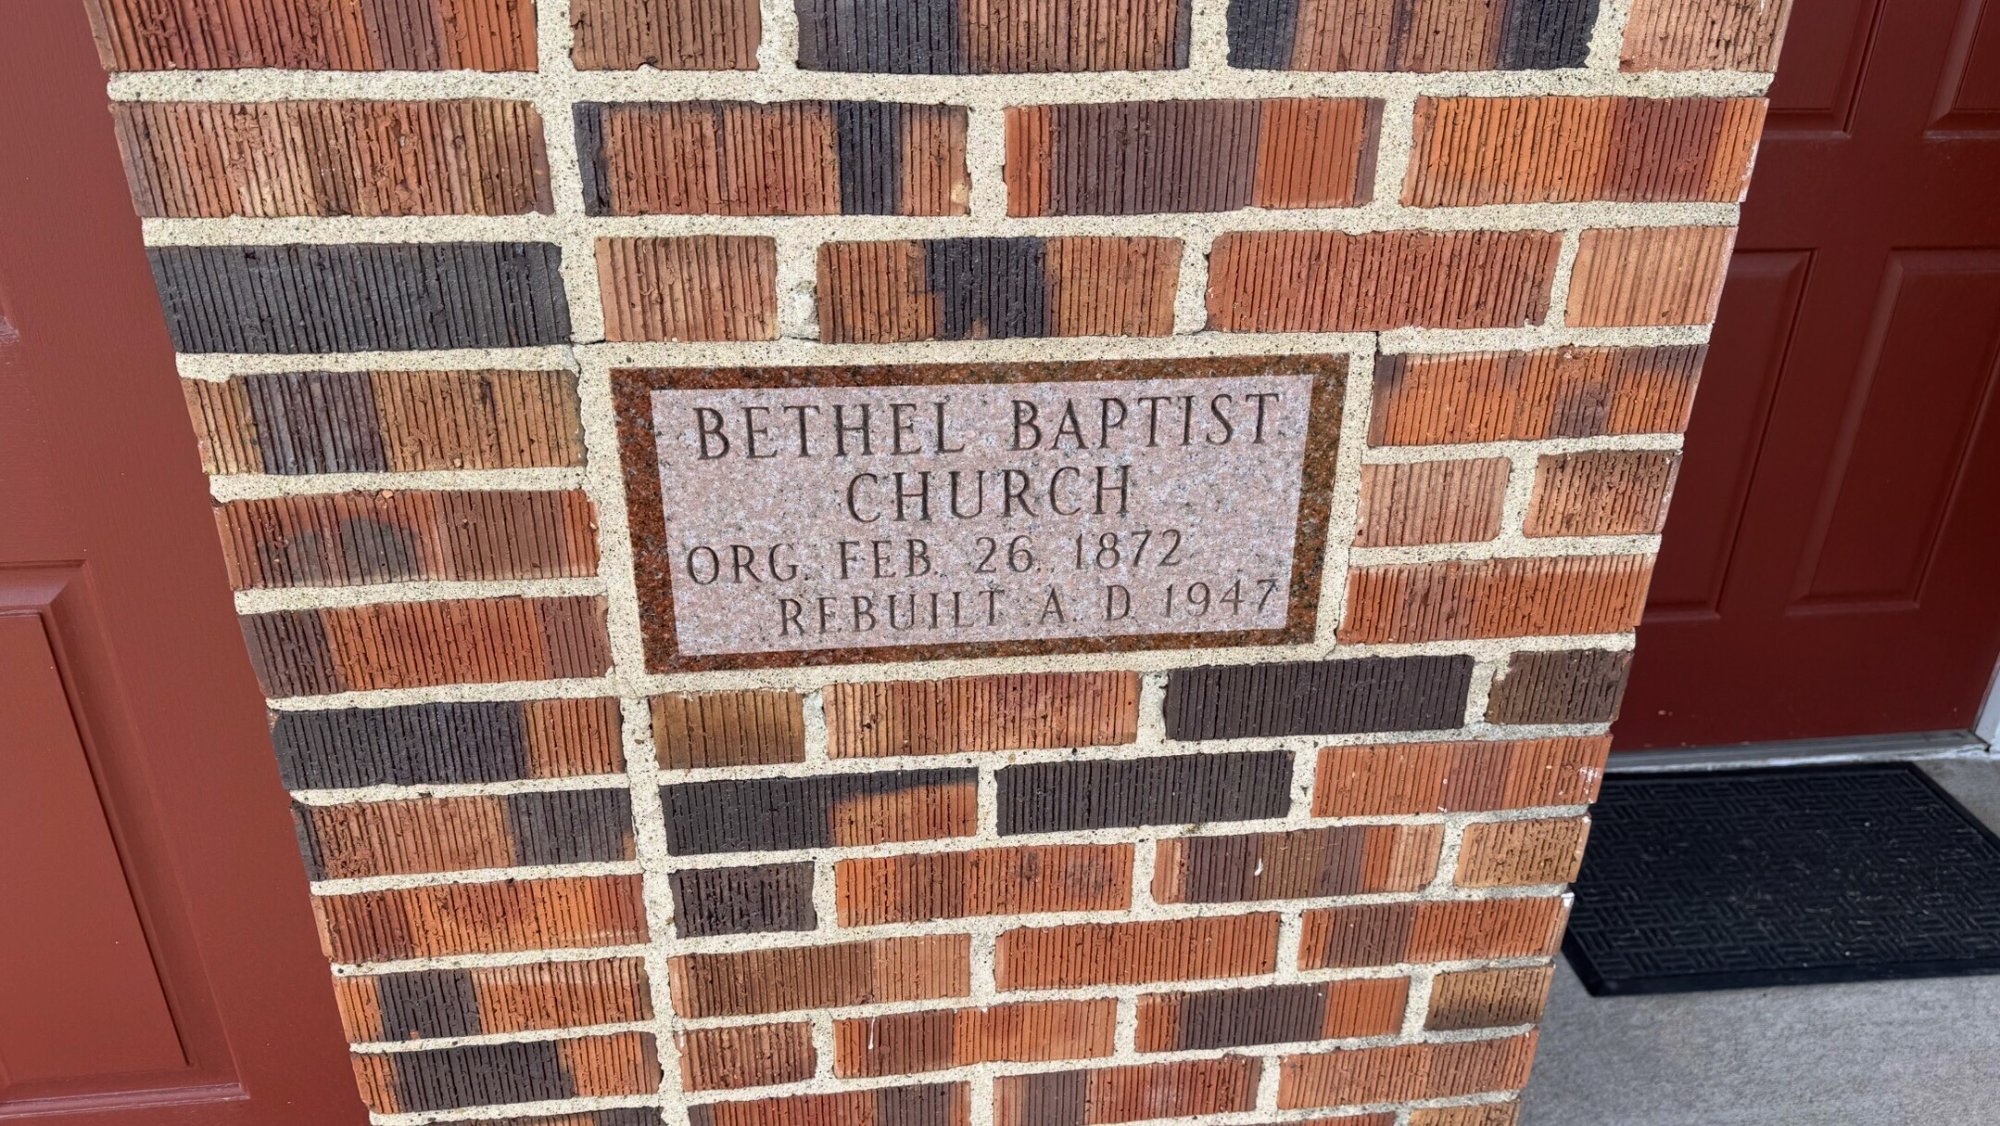 BETHEL BAPTIST
CHURCH
ORG. FEB. 26. 1872
REBUILT A. D. 1947